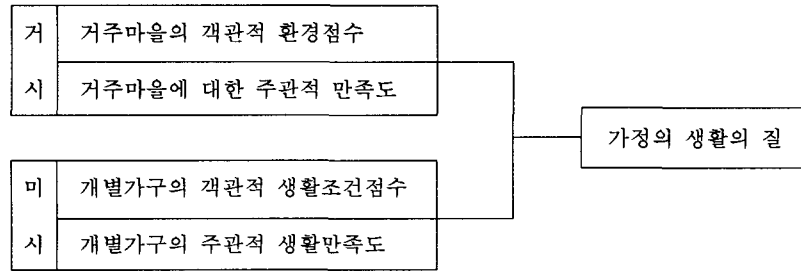 거 거주마을의 객관적 환경점수
시 거주마을에 대한 주관적 만족도
가정의 생활의 질
미 개별가구의 객관적 생활조건점수
시 개별가구의 주관적 생활만족도